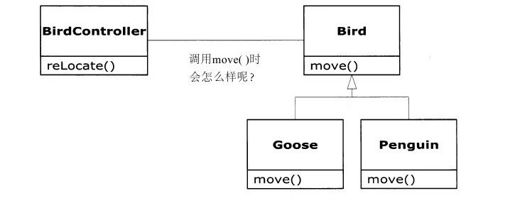 BirdController
reLocate()
调用move( )时
会怎么样呢?
Bird
move()
Goose
move()
Penguin
move()